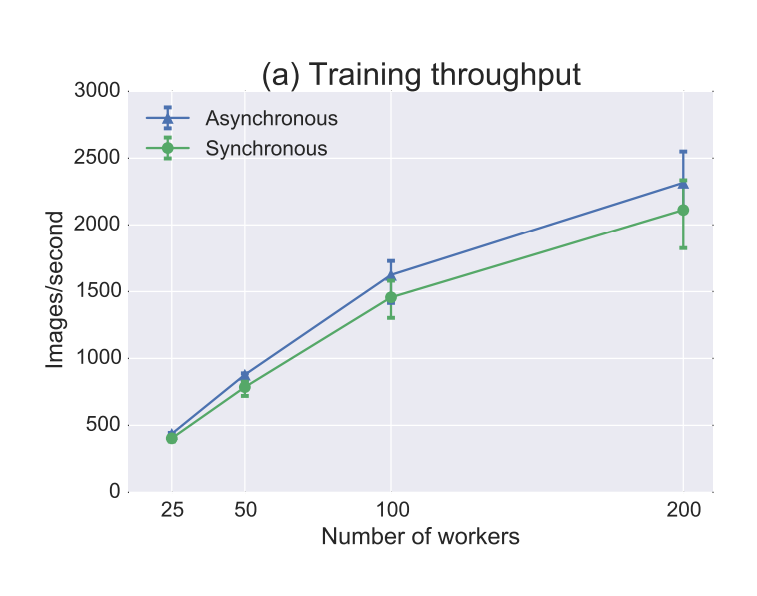 (a) Training throughput
3000
2500
2000
1500
1000
500
0
Images/second
Asynchronous
Synchronous
25 50 100 200
Number of workers